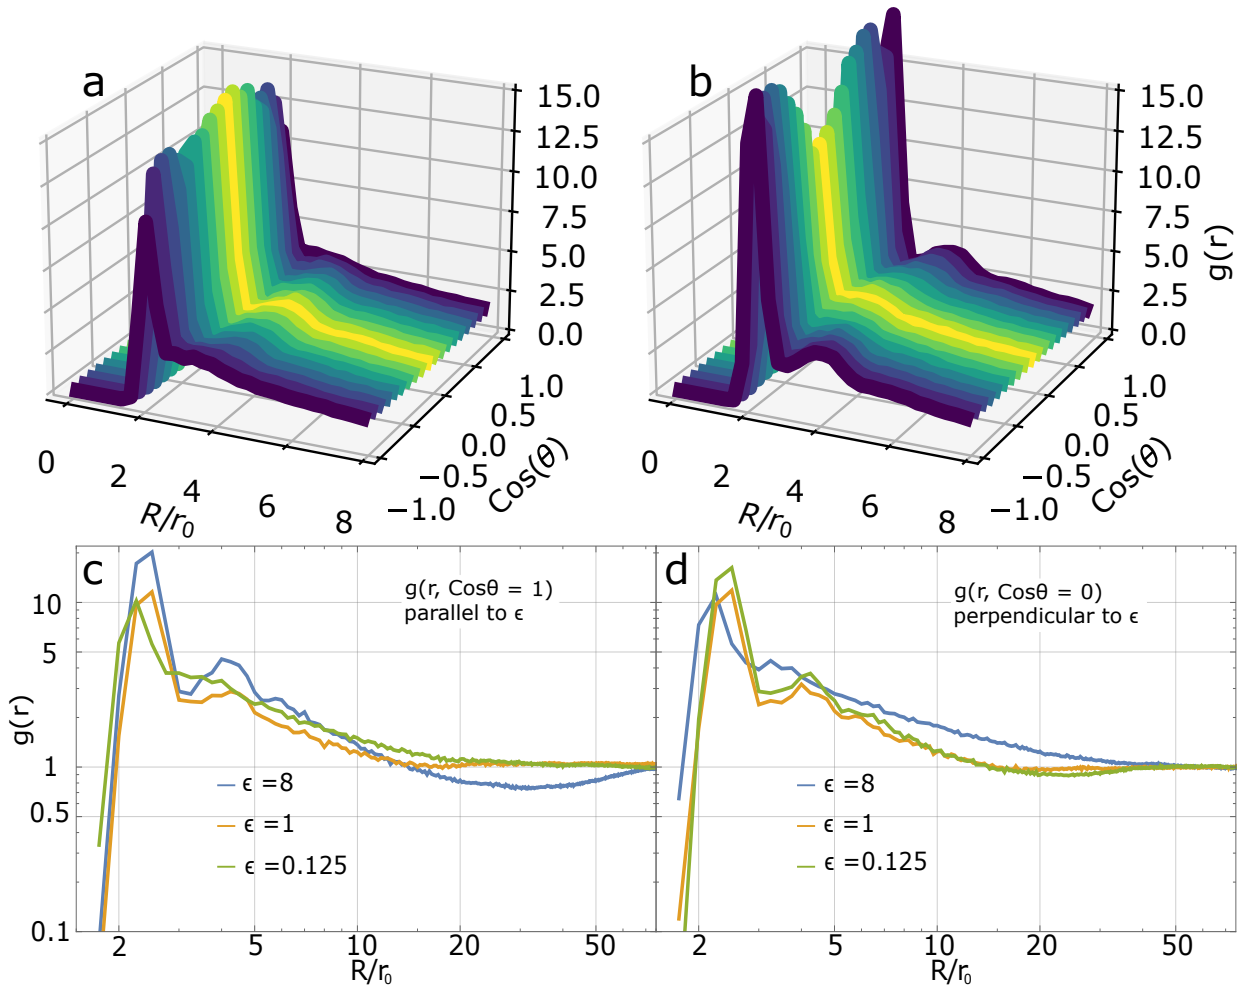 a
15.0
12.5
10.0
7.5
5.0
2.5
0.0
1.0
0.5
0.0
−0.5
−1.0
Cos(θ)
0
2
4
6
8
R/r0
b
15.0
12.5
10.0
7.5
5.0
2.5
0.0
g(r)
1.0
0.5
0.0
−0.5
−1.0
Cos(θ)
0
2
4
6
8
R/r0
c
g(r, Cosθ = 1)
parallel to ϵ
10
5
1
0.5
0.1
g(r)
ϵ =8
ϵ =1
ϵ =0.125
2
5
10
20
50
R/r0
d
g(r, Cosθ = 0)
perpendicular to ϵ
ϵ =8
ϵ =1
ϵ =0.125
2
5
10
20
50
R/r0